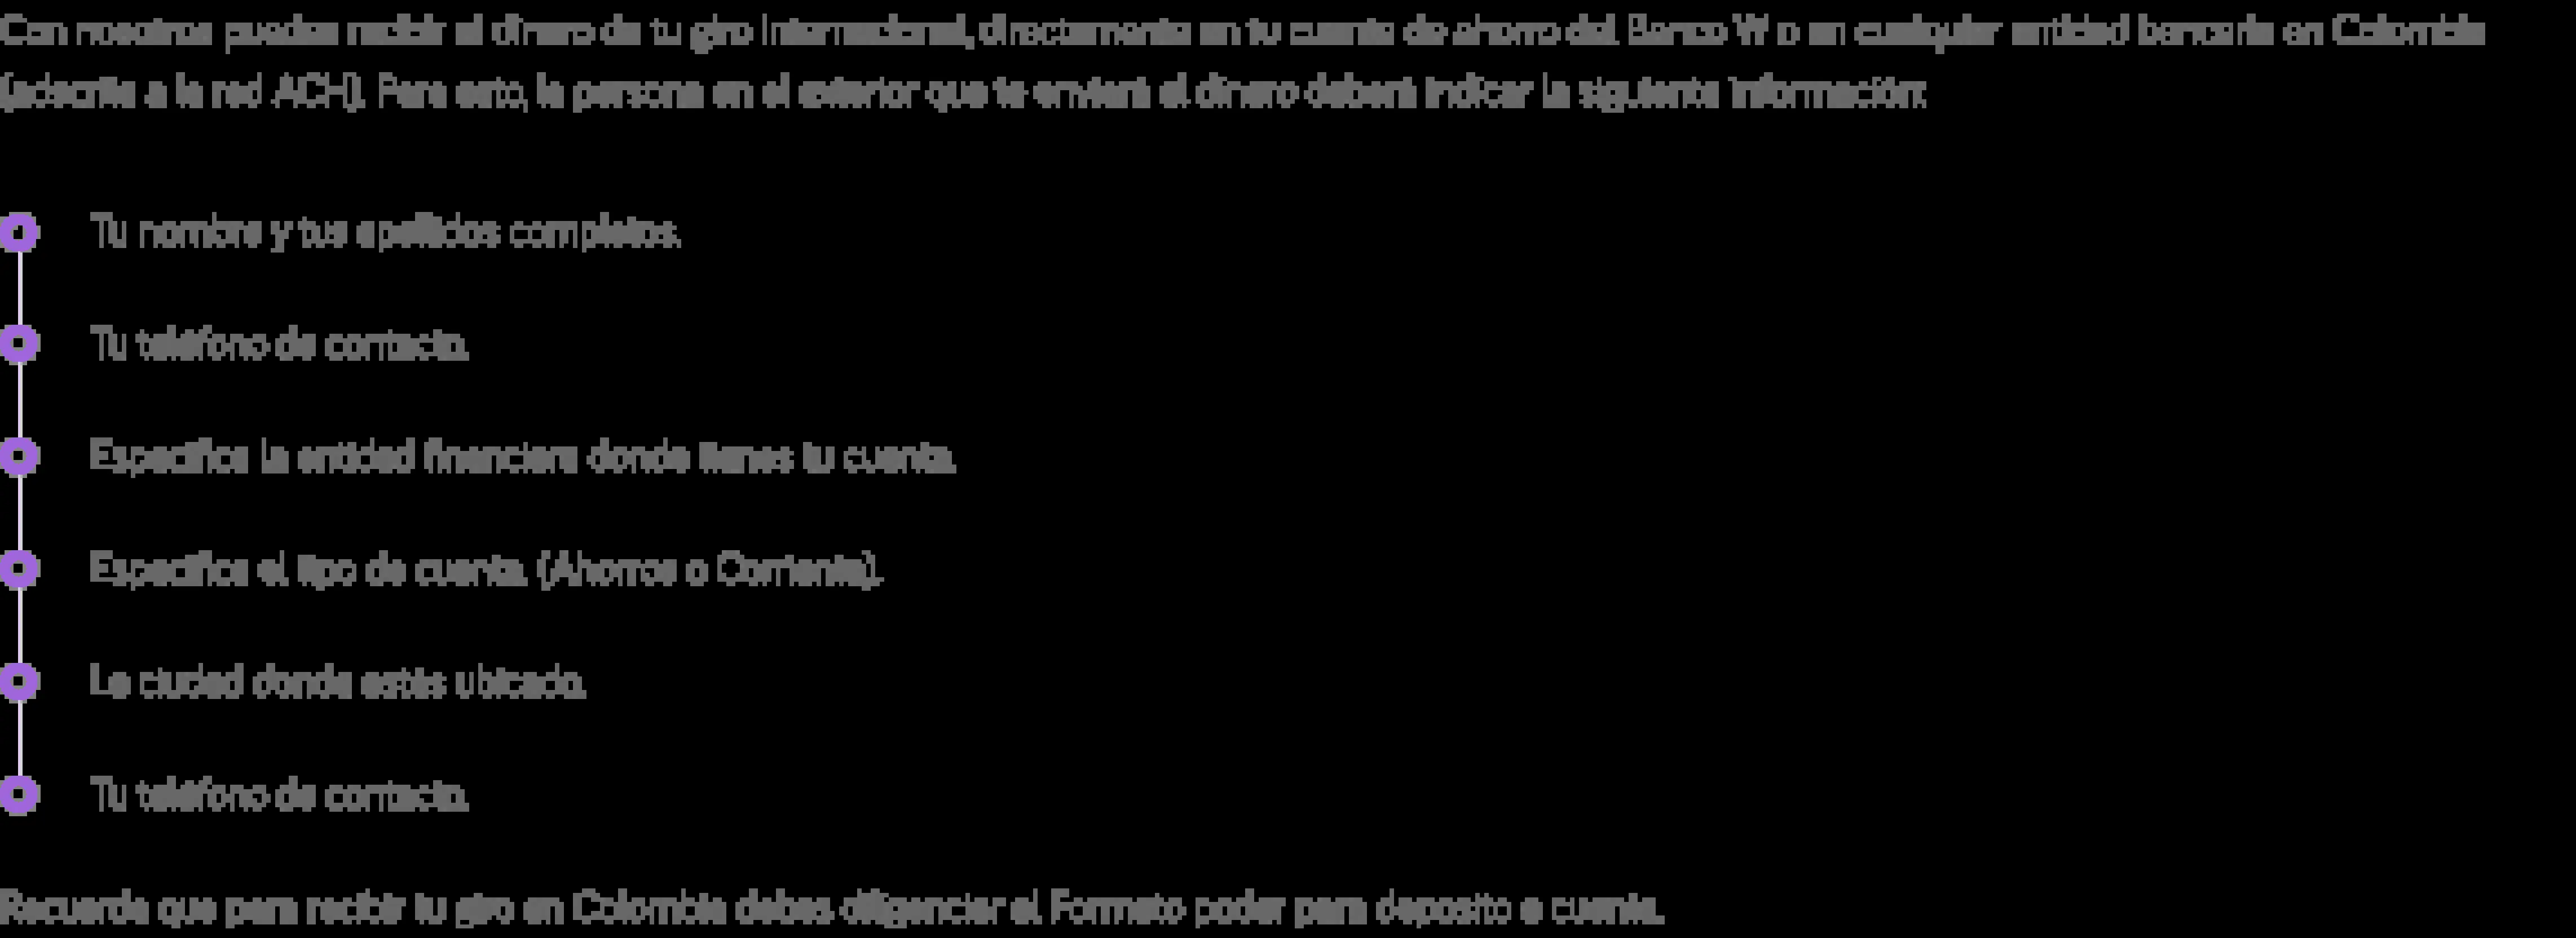 Con nosotros puedes recibir el dinero de tu giro Internacional, directamente en tu cuenta de ahorro del Banco W o en cualquier entidad bancaria en Colombia
(adscrita a la red ACH). Para esto, la persona en el exterior que te enviará el dinero deberá indicar la siguiente información:
Tu nombre y tus apellidos completos.
Tu teléfono de contacto.
Especifica la entidad financiera donde tienes tu cuenta.
Especifica el tipo de cuenta. (Ahorros o Corriente).
La ciudad donde estés ubicado.
Tu teléfono de contacto.
Recuerda que para recibir tu giro en Colombia debes diligenciar el Formato poder para deposito a cuenta.